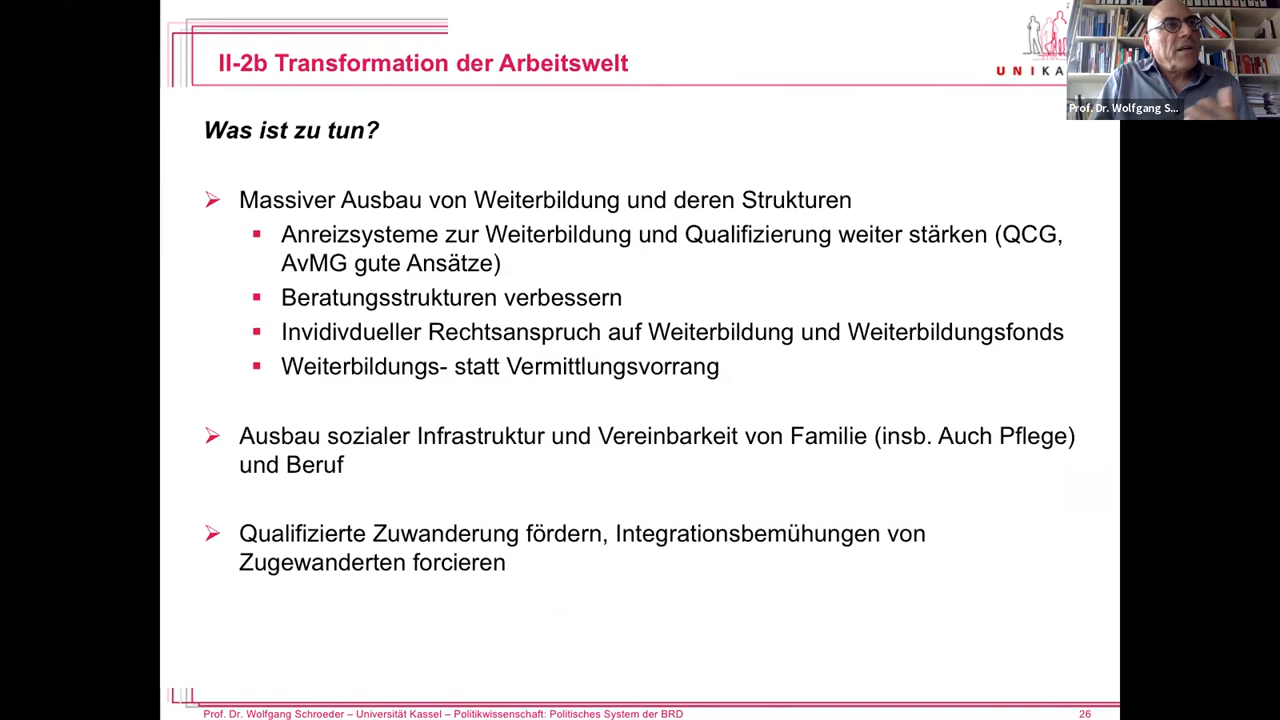 II-2b Transformation der Arbeitswelt
UNIKA
Prof. Dr. Wolfgang S...
Was ist zu tun?
Massiver Ausbau von Weiterbildung und deren Strukturen
Anreizsysteme zur Weiterbildung und Qualifizierung weiter stärken (QCG,
AvMG gute Ansätze)
Beratungsstrukturen verbessern
Invidivdueller Rechtsanspruch auf Weiterbildung und Weiterbildungsfonds
Weiterbildungs- statt Vermittlungsvorrang
Ausbau sozialer Infrastruktur und Vereinbarkeit von Familie (insb. Auch Pflege)
und Beruf
Qualifizierte Zuwanderung fördern, Integrationsbemühungen von
Zugewanderten forcieren
Prof. Dr. Wolfgang Schroeder – Universität Kassel – Politikwissenschaft: Politisches System der BRD
26